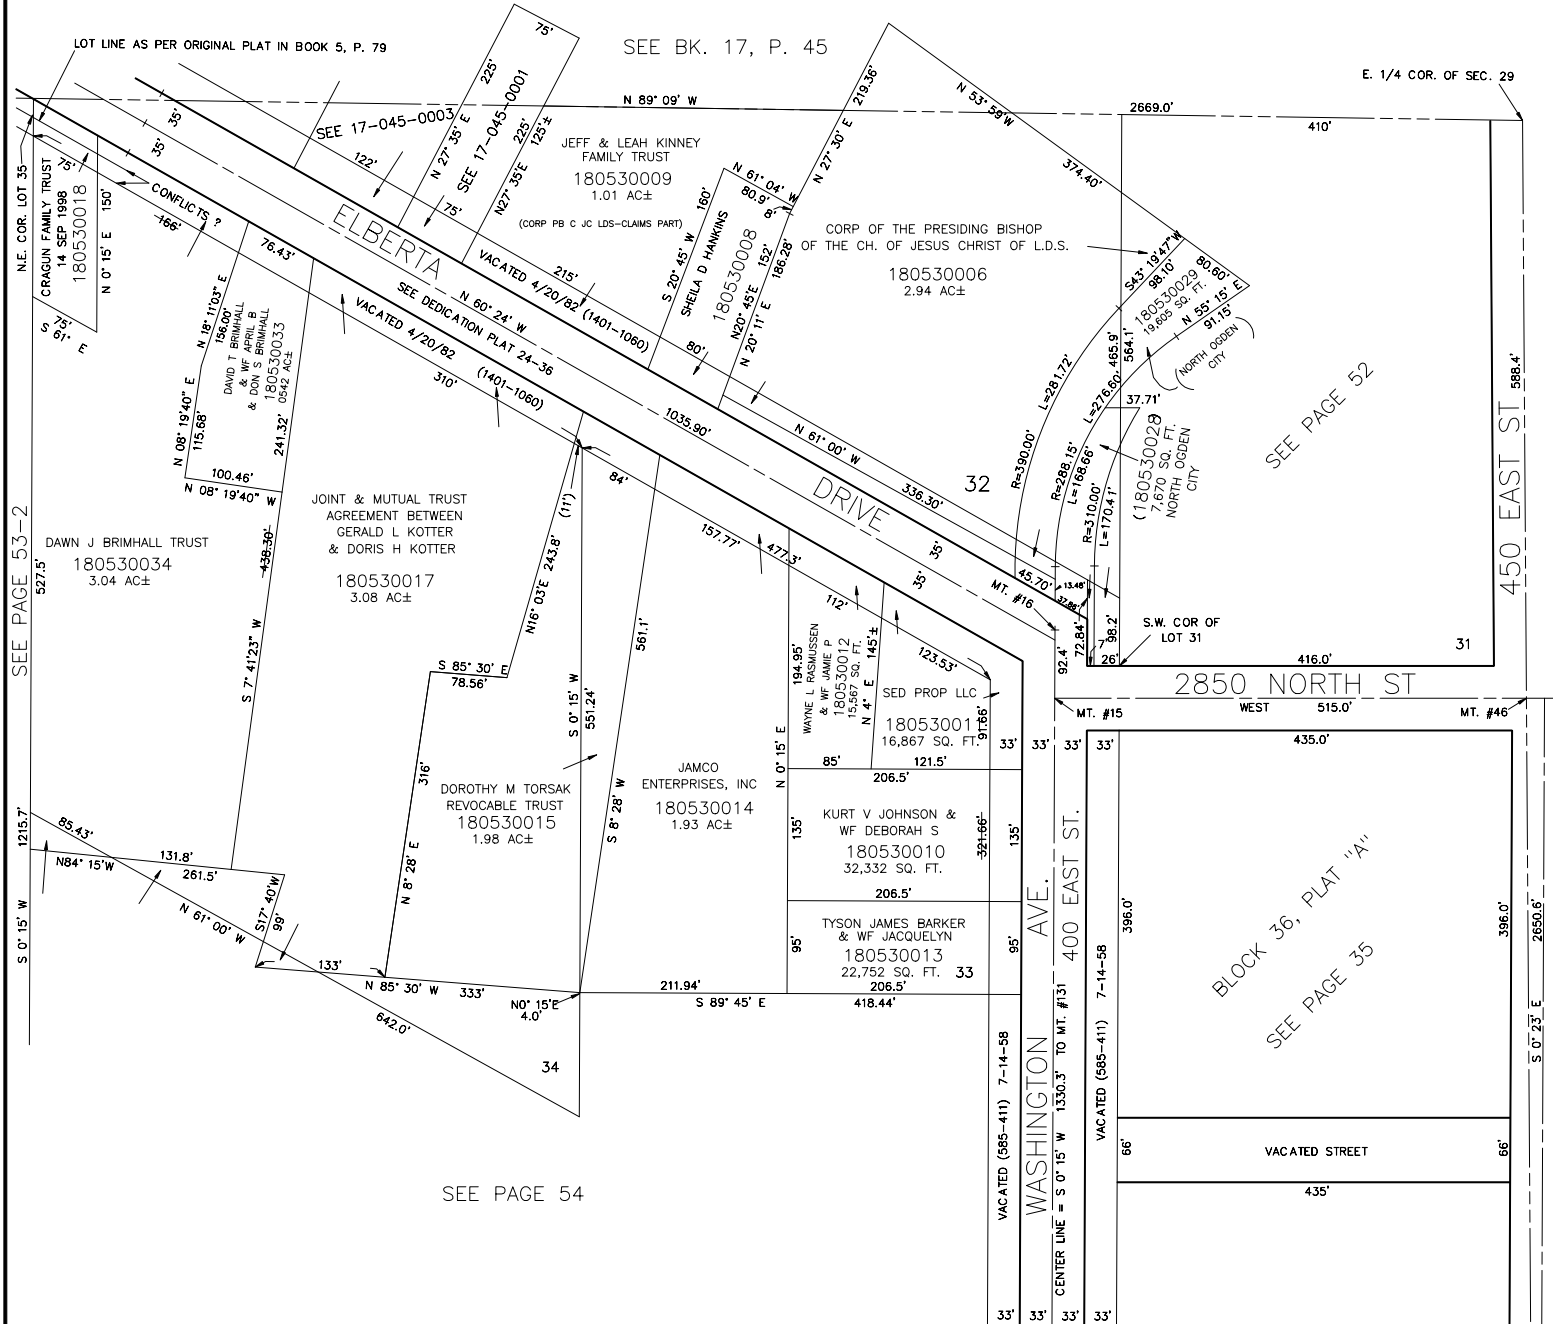 LOT LINE AS PER ORIGINAL PLAT IN BOOK 5, P. 79
SEE BK. 17, P. 45
E. 1/4 COR. OF SEC. 29
N 89° 09' W
2669.0'
410'
75'
225'
N 27° 35' E
SEE 17-045-0001
225'
125'±
N27° 35'E
75'
SEE 17-045-0003
122'
35'
35'
JEFF & LEAH KINNEY
FAMILY TRUST
180530009
1.01 AC±
(CORP PB C JC LDS-CLAIMS PART)
219.36'
N 27° 30' E
N 53° 59'W
374.40'
N 61° 04' W
80.9'
8'
160'
S 20° 45' W
SHEILA D HANKINS
180530008
152'
N20° 45'E
186.28'
N 20° 11' E
CORP OF THE PRESIDING BISHOP
OF THE CH. OF JESUS CHRIST OF L.D.S.
180530006
2.94 AC±
S43° 19'47"W
98.10'
80.60'
180530029
19,605 SQ. FT.
N 55° 15' E
91.15'
(NORTH OGDEN
CITY)
465.9'
564.1'
L=281.72'
R=390.00'
L=276.60'
37.71'
R=288.15'
L=168.66'
R=310.00'
L=170.41'
(180530028)
7,670 SQ. FT.
NORTH OGDEN
CITY
SEE PAGE 52
588.4'
450 EAST ST
N.E. COR. LOT 35
CRAGUN FAMILY TRUST
14 SEP 1998
180530018
75'
150'
N 0° 15' E
75'
S 61° E
CONFLICTS ?
166'
76.43'
ELBERTA
DRIVE
VACATED 4/20/82 (1401-1060)
215'
80'
N 60° 24' W
SEE DEDICATION PLAT 24-36
VACATED 4/20/82
(1401-1060)
310'
1035.90'
N 61° 00' W
336.30'
32
35'
35'
MT. #16
45.70'
13.48'
37.86'
72.84'
92.4'
7'
98.2'
26'
S.W. COR OF
LOT 31
31
416.0'
2850 NORTH ST
WEST
515.0'
MT. #15
MT. #46
N 18° 11'03" E
156.00'
DAVID T BRIMHALL
& WF APRIL B
& DON S BRIMHALL
180530033
0542 AC±
N 08° 19'40" E
115.68'
241.32'
100.46'
N 08° 19'40" W
438.30'
S 7° 41'23" W
SEE PAGE 53-2
527.5'
DAWN J BRIMHALL TRUST
180530034
3.04 AC±
JOINT & MUTUAL TRUST
AGREEMENT BETWEEN
GERALD L KOTTER
& DORIS H KOTTER
180530017
3.08 AC±
(11')
243.8'
N16° 03'E
S 85° 30' E
78.56'
316'
N 8° 28' E
84'
157.77'
477.3'
112'
123.53'
S 0° 15' W
551.24'
561.1'
S 8° 28' W
DOROTHY M TORSAK
REVOCABLE TRUST
180530015
1.98 AC±
JAMCO
ENTERPRISES, INC
180530014
1.93 AC±
194.95'
N 0° 15' E
WAYNE L RASMUSSEN
& WF JAMIE P
180530012
15,567 SQ. FT.
145'±
N 4° E
SED PROP LLC
180530011
16,867 SQ. FT.
91.66'
85'
121.5'
206.5'
KURT V JOHNSON &
WF DEBORAH S
180530010
32,332 SQ. FT.
135'
135'
321.66'
206.5'
TYSON JAMES BARKER
& WF JACQUELYN
180530013
22,752 SQ. FT.
33
95'
95'
206.5'
418.44'
211.94'
S 89° 45' E
33' 33' 33' 33'
1215.7'
S 0° 15' W
85.43'
N84° 15'W
131.8'
261.5'
N 61° 00' W
S17° 40'W
99'
133'
N 85° 30' W
333'
N0° 15'E
4.0'
642.0'
34
SEE PAGE 54
WASHINGTON AVE.
400 EAST ST.
CENTER LINE = S 0° 15' W 1330.3' TO MT. #131
VACATED (585-411) 7-14-58
VACATED (585-411) 7-14-58
435.0'
396.0'
396.0'
BLOCK 36, PLAT "A"
SEE PAGE 35
2650.6'
S 0° 23' E
66'
VACATED STREET
66'
435'
33' 33' 33' 33'